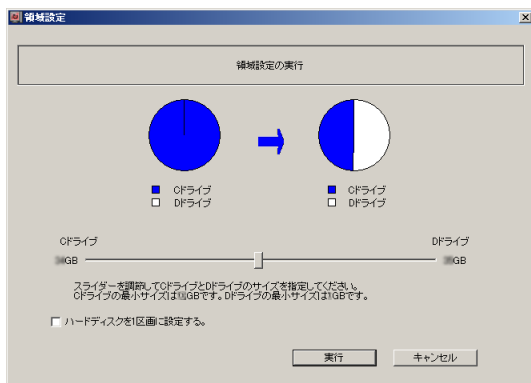 領域設定
領域設定の実行
Cドライブ
Dドライブ
Cドライブ
Dドライブ
Cドライブ
Dドライブ
GB
GB
スライダーを調節してCドライブとDドライブのサイズを指定してください。
Cドライブの最小サイズはGBです。Dドライブの最小サイズは1GBです。
ハードディスクを1区画に設定する。
実行
キャンセル